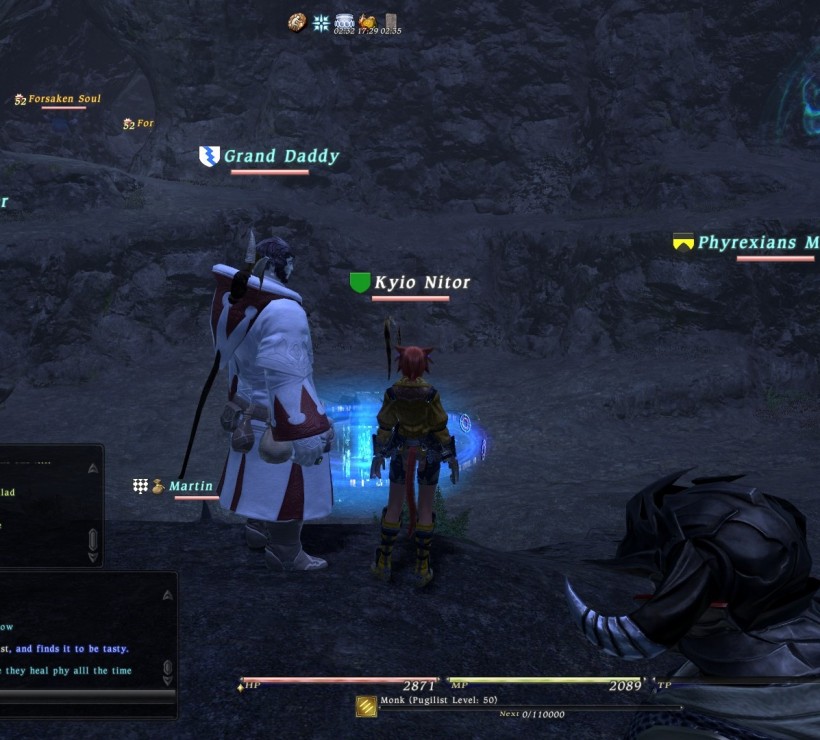 02:32 17:29 02:35
52 Forsaken Soul
52 For
Grand Daddy
r
Phyrexians M
Kyio Nitor
Martin
lad
e
ow
st, and finds it to be tasty.
e they heal phy alll the time
HP 2871 MP 2089 TP
Monk (Pugilist Level: 50)
Next 0/110000